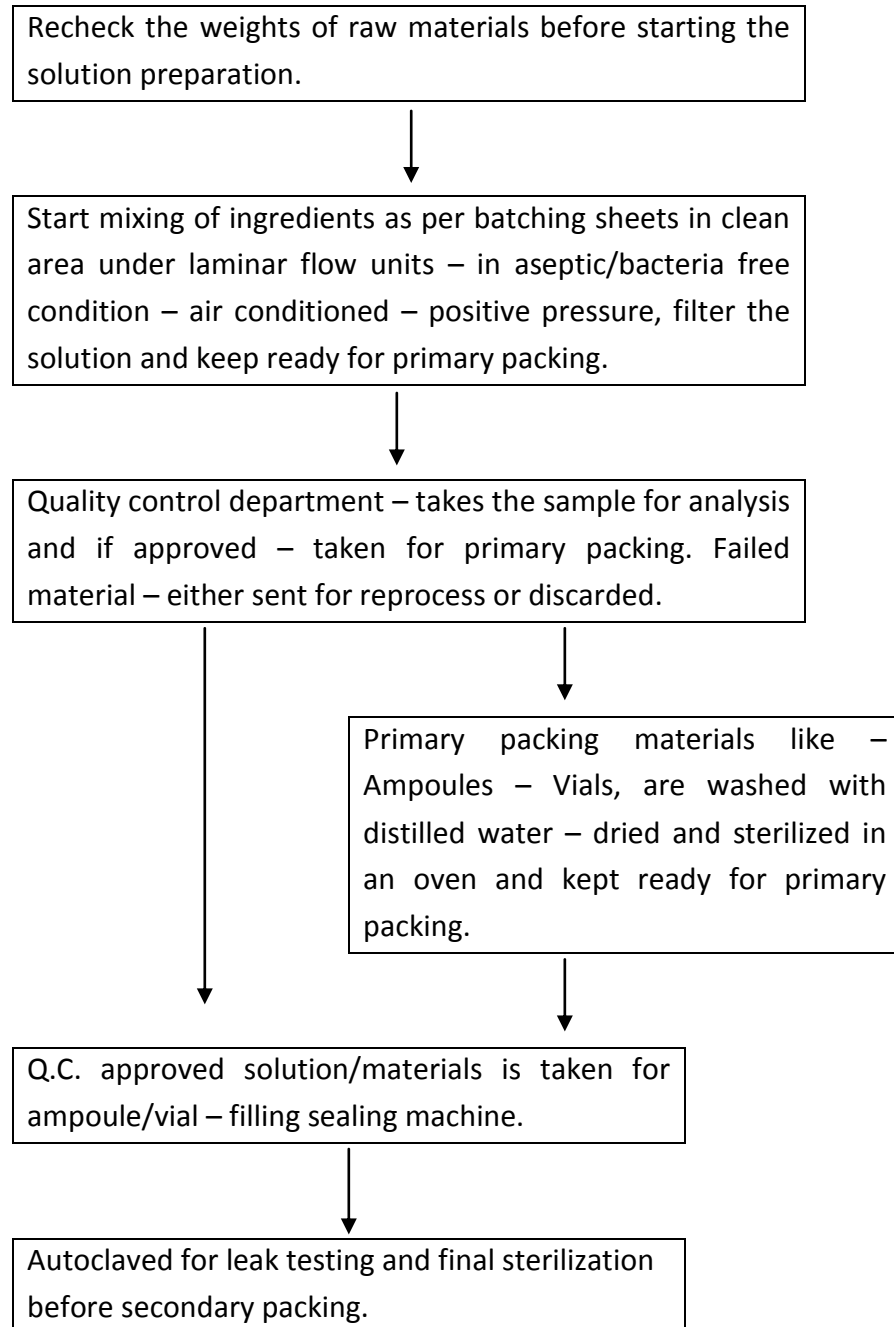 Recheck the weights of raw materials before starting the
solution preparation.
Start mixing of ingredients as per batching sheets in clean
area under laminar flow units – in aseptic/bacteria free
condition – air conditioned – positive pressure, filter the
solution and keep ready for primary packing.
Quality control department – takes the sample for analysis
and if approved – taken for primary packing. Failed
material – either sent for reprocess or discarded.
Primary packing materials like –
Ampoules – Vials, are washed with
distilled water – dried and sterilized in
an oven and kept ready for primary
packing.
Q.C. approved solution/materials is taken for
ampoule/vial – filling sealing machine.
Autoclaved for leak testing and final sterilization
before secondary packing.